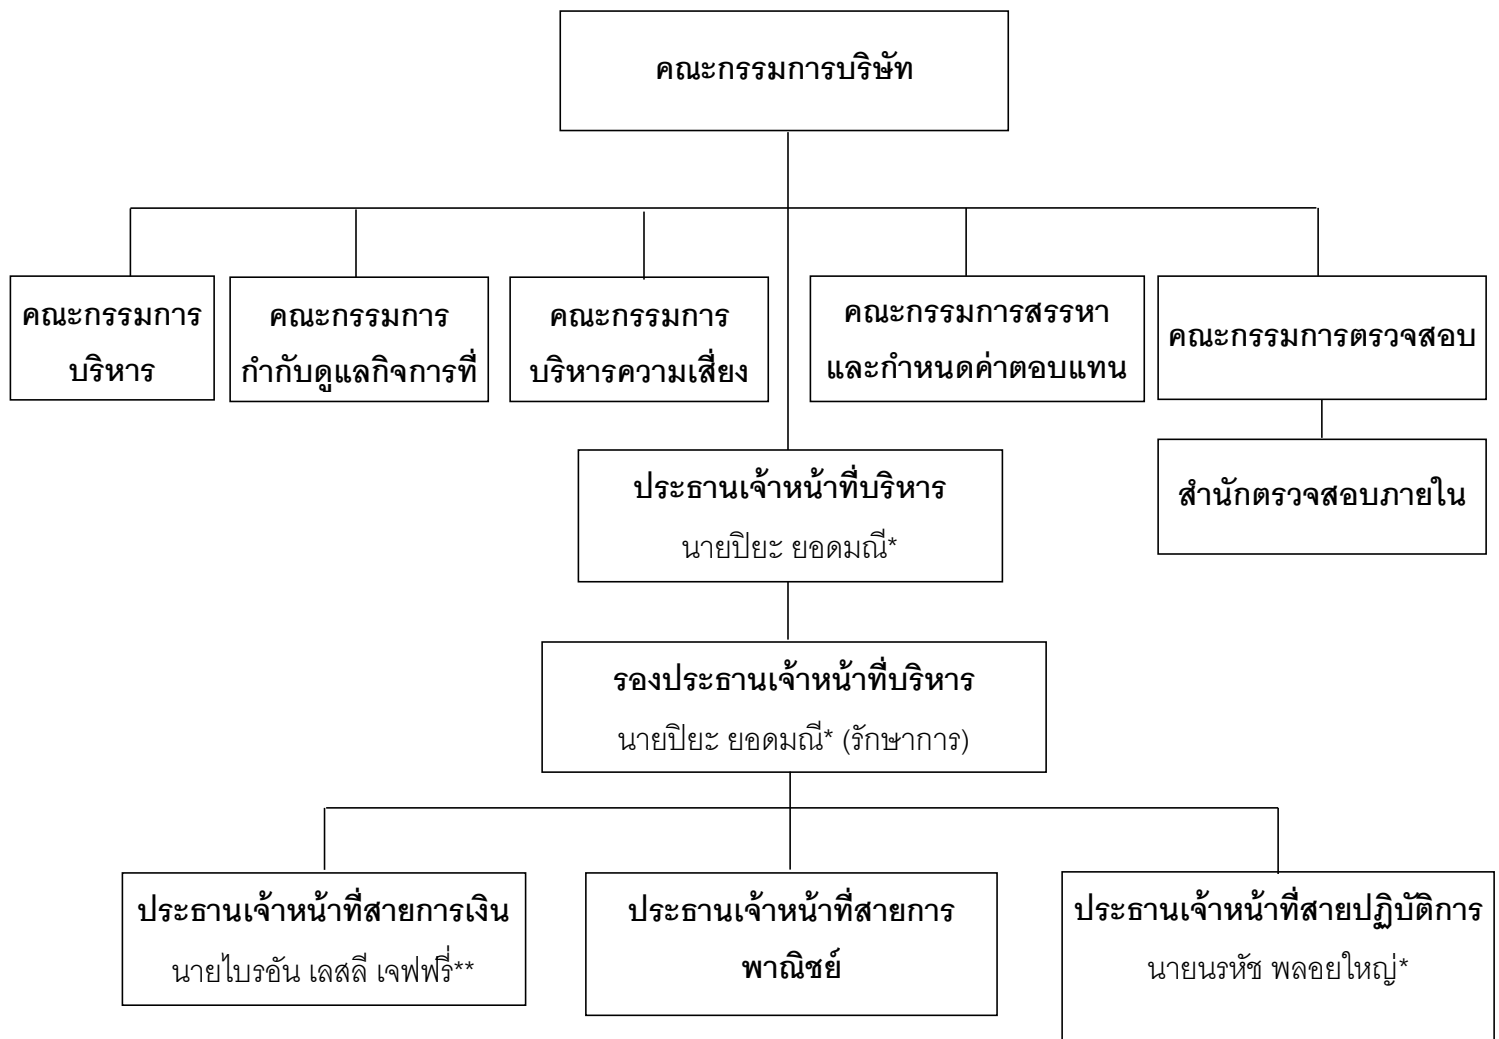 คณะกรรมการบริษัท
คณะกรรมการ
บริหาร
คณะกรรมการ
กำกับดูแลกิจการที่
คณะกรรมการ
บริหารความเสี่ยง
คณะกรรมการสรรหา
และกำหนดค่าตอบแทน
คณะกรรมการตรวจสอบ
สำนักตรวจสอบภายใน
ประธานเจ้าหน้าที่บริหาร
นายปิยะ ยอดมณี*
รองประธานเจ้าหน้าที่บริหาร
นายปิยะ ยอดมณี* (รักษาการ)
ประธานเจ้าหน้าที่สายการเงิน
นายไบรอัน เลสลี เจฟฟรี่**
ประธานเจ้าหน้าที่สายการ
พาณิชย์
ประธานเจ้าหน้าที่สายปฏิบัติการ
นายนรหัช พลอยใหญ่*